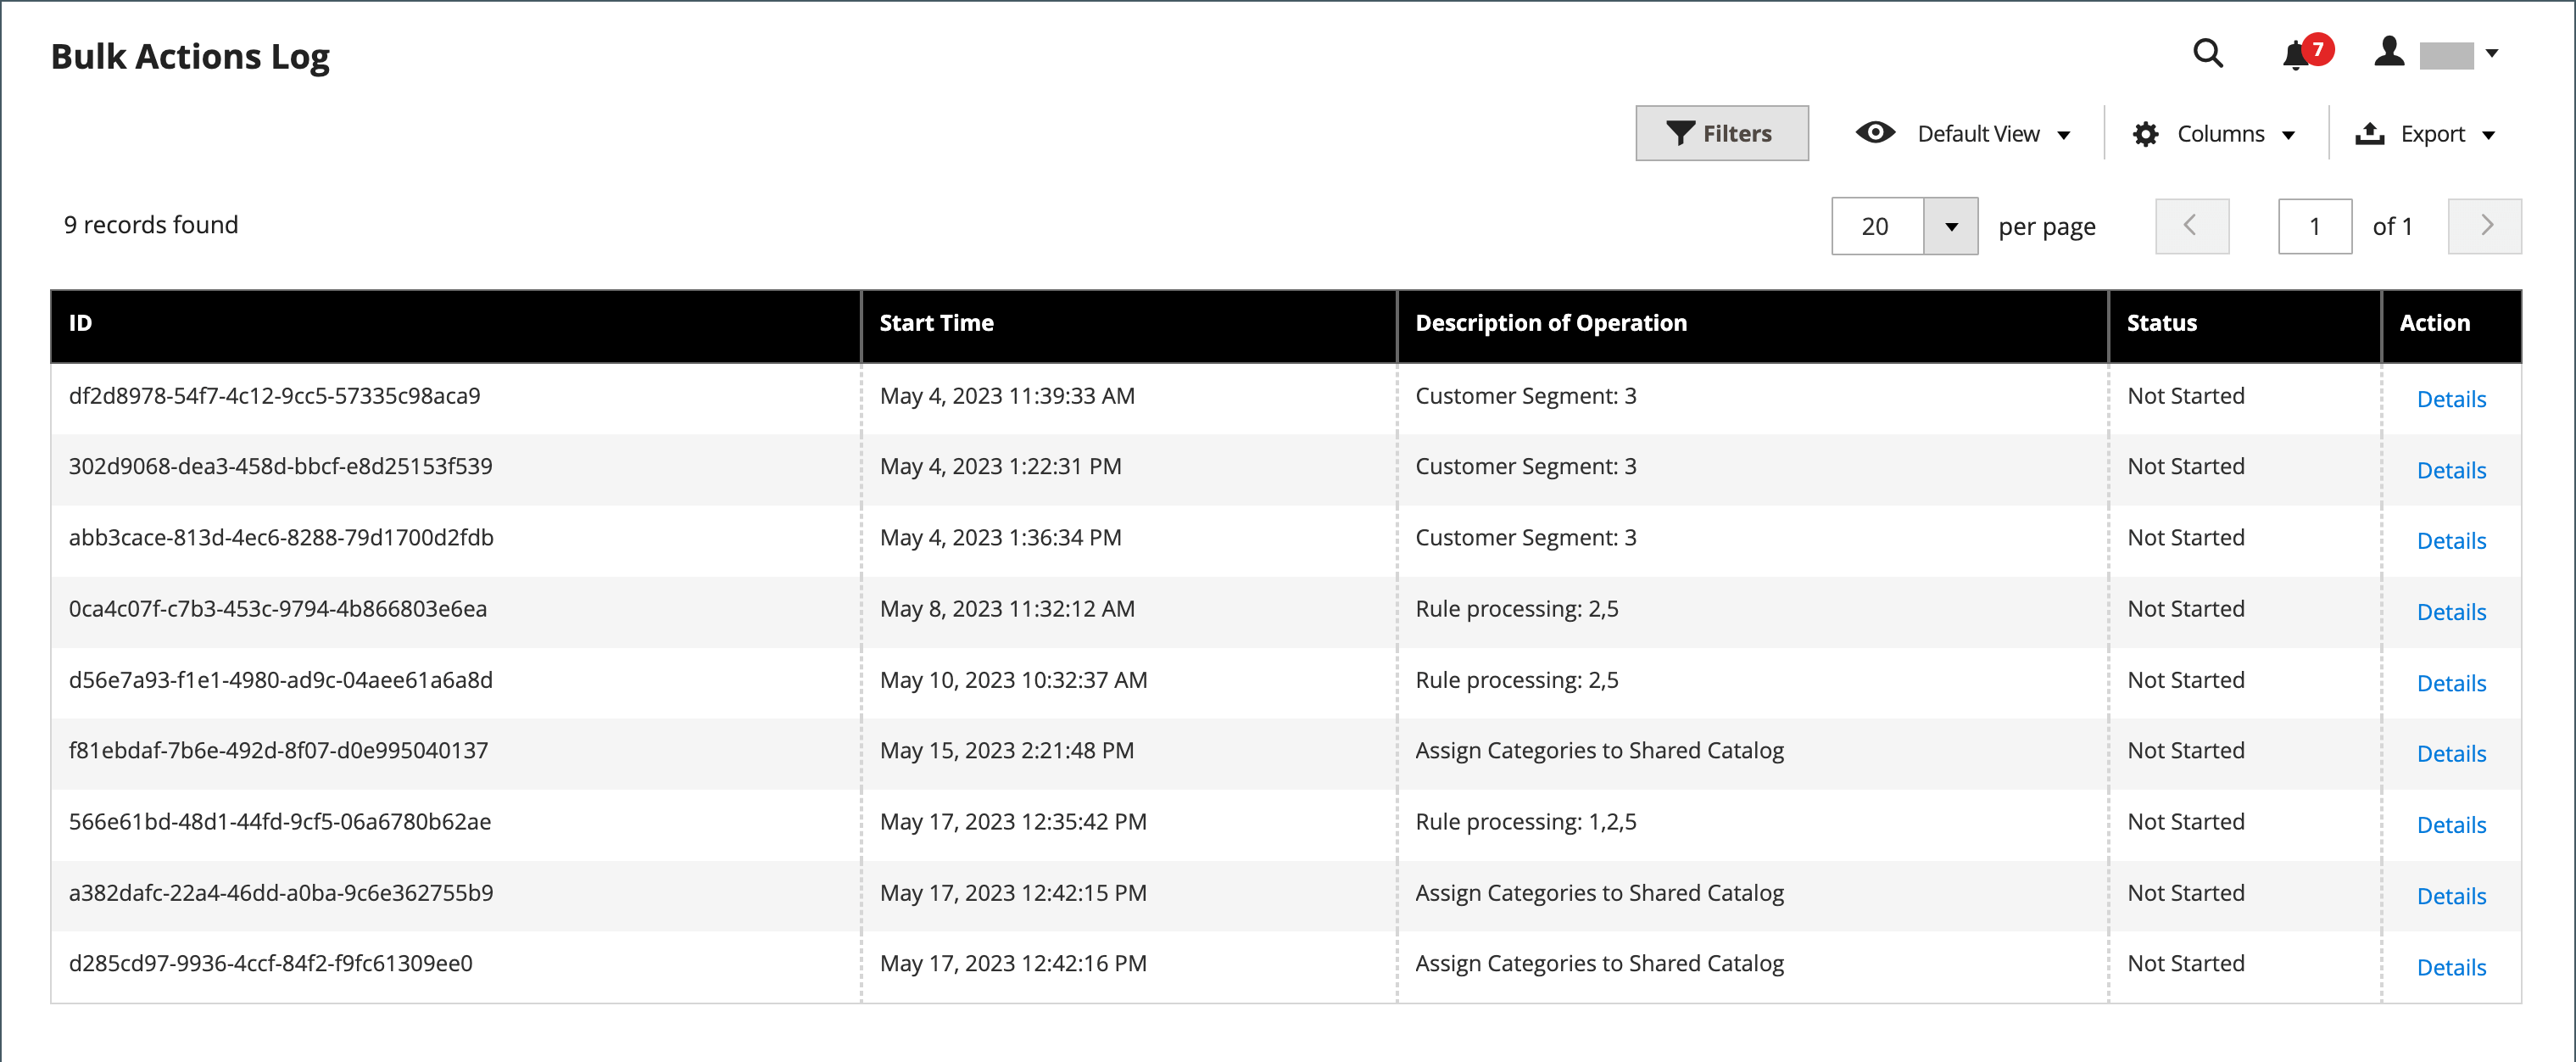 Bulk Actions Log
7
Filters
Default View
Columns
Export
9 records found
20 per page
1 of 1
ID Start Time Description of Operation Status Action
df2d8978-54f7-4c12-9cc5-57335c98aca9 May 4, 2023 11:39:33 AM Customer Segment: 3 Not Started Details
302d9068-dea3-458d-bbcf-e8d25153f539 May 4, 2023 1:22:31 PM Customer Segment: 3 Not Started Details
abb3cace-813d-4ec6-8288-79d1700d2fdb May 4, 2023 1:36:34 PM Customer Segment: 3 Not Started Details
0ca4c07f-c7b3-453c-9794-4b866803e6ea May 8, 2023 11:32:12 AM Rule processing: 2,5 Not Started Details
d56e7a93-f1e1-4980-ad9c-04aee61a6a8d May 10, 2023 10:32:37 AM Rule processing: 2,5 Not Started Details
f81ebdaf-7b6e-492d-8f07-d0e995040137 May 15, 2023 2:21:48 PM Assign Categories to Shared Catalog Not Started Details
566e61bd-48d1-44fd-9cf5-06a6780b62ae May 17, 2023 12:35:42 PM Rule processing: 1,2,5 Not Started Details
a382dafc-22a4-46dd-a0ba-9c6e362755b9 May 17, 2023 12:42:15 PM Assign Categories to Shared Catalog Not Started Details
d285cd97-9936-4ccf-84f2-f9fc61309ee0 May 17, 2023 12:42:16 PM Assign Categories to Shared Catalog Not Started Details